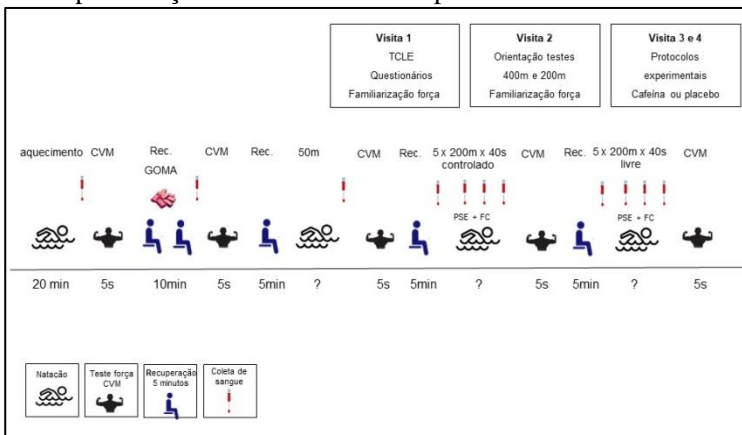 Visita 1
TCLE
Questionários
Familiarização força
Visita 2
Orientação testes
400m e 200m
Familiarização força
Visita 3 e 4
Protocolos
experimentais
Cafeína ou placebo
aquecimento CVM Rec. CVM Rec. 50m CVM Rec. 5 x 200m x 40s CVM Rec. 5 x 200m x 40s CVM
GOMA controlado livre
PSE + FC PSE + FC
20 min 5s 10min 5s 5min ? 5s 5min ? 5s 5min ? 5s
Natação
Teste força
CVM
Recuperação
5 minutos
Coleta de
sangue